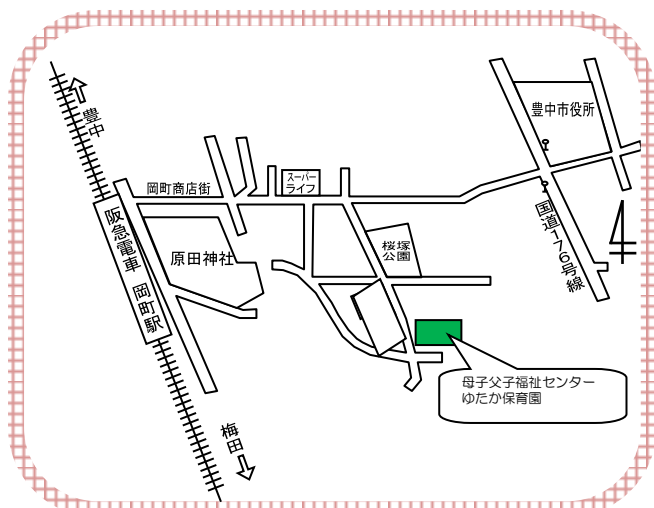 豊中
豊中市役所
スーパー
ライフ
岡町商店街
国道176号線
阪急電車 岡町駅
桜塚
公園
原田神社
母子父子福祉センター
ゆたか保育園
梅田